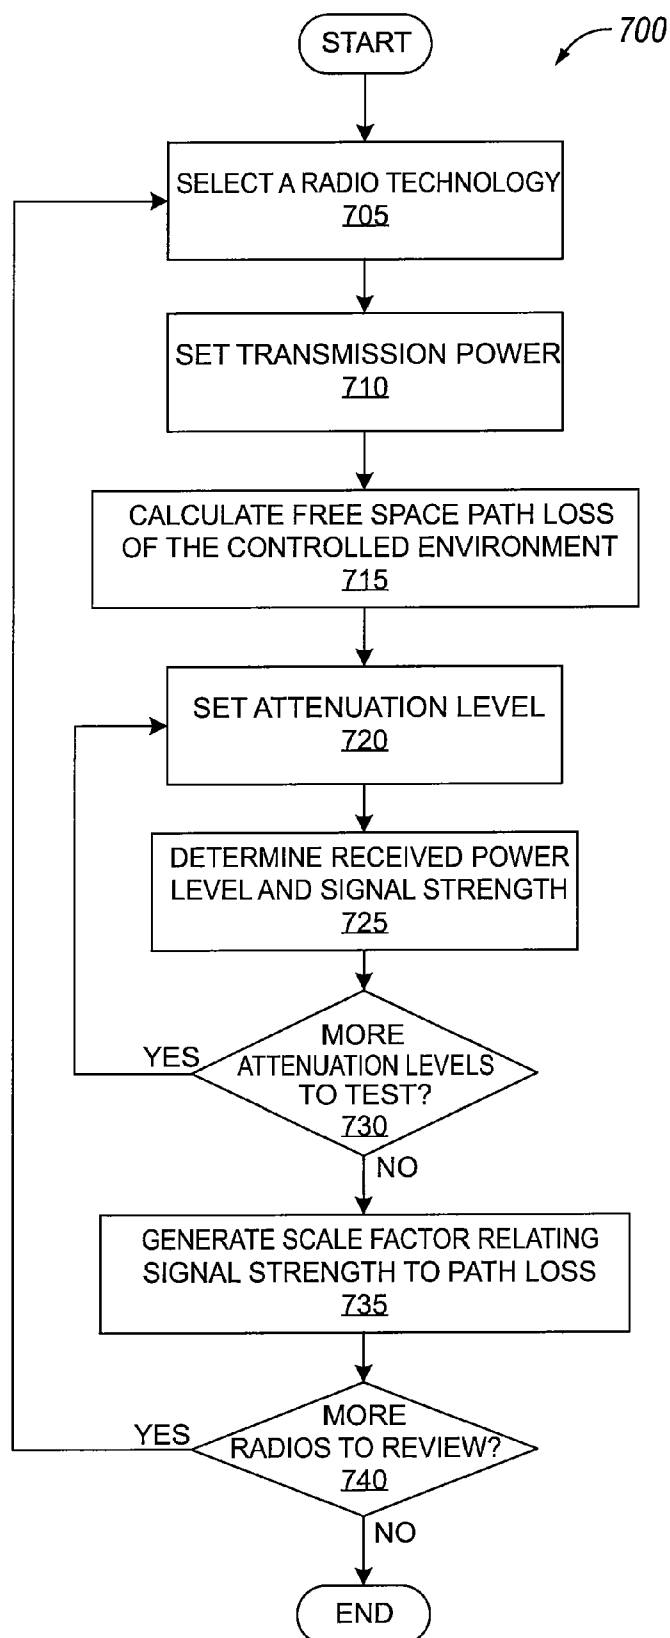 START
700
SELECT A RADIO TECHNOLOGY
705
SET TRANSMISSION POWER
710
CALCULATE FREE SPACE PATH LOSS
OF THE CONTROLLED ENVIRONMENT
715
SET ATTENUATION LEVEL
720
DETERMINE RECEIVED POWER
LEVEL AND SIGNAL STRENGTH
725
MORE
ATTENUATION LEVELS
TO TEST?
730
YES
NO
GENERATE SCALE FACTOR RELATING
SIGNAL STRENGTH TO PATH LOSS
735
MORE
RADIOS TO REVIEW?
740
YES
NO
END